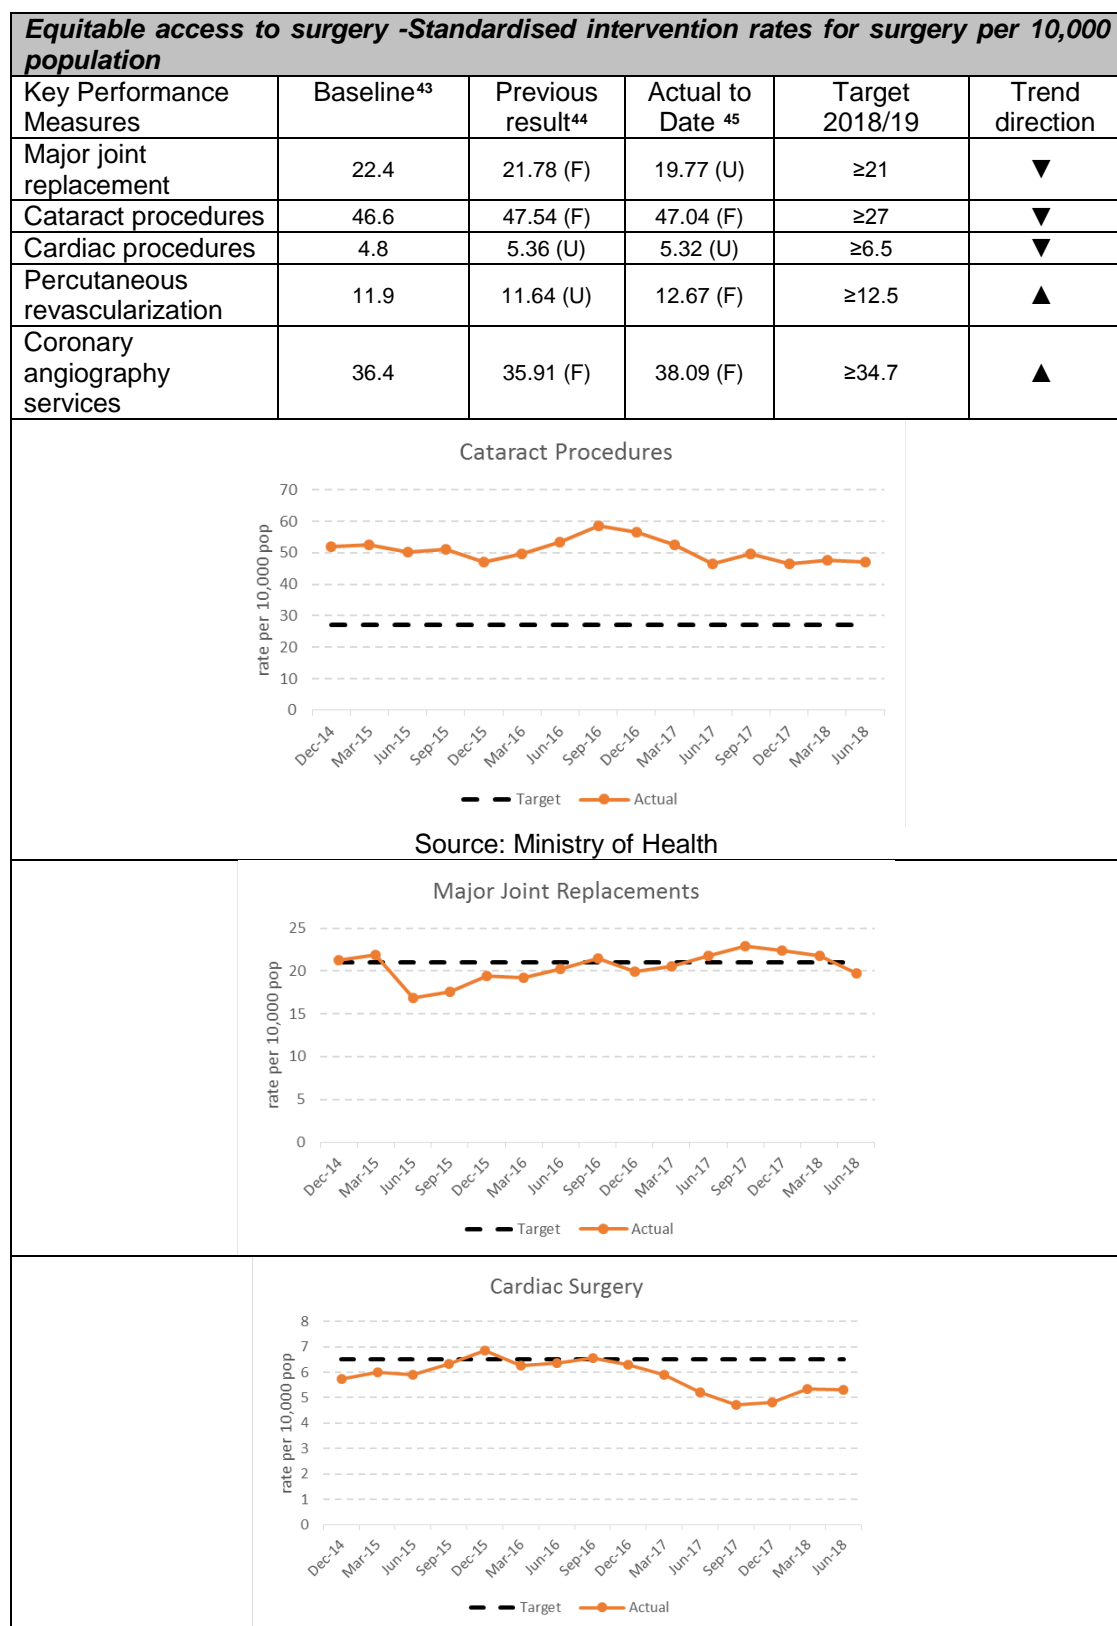 Equitable access to surgery -Standardised intervention rates for surgery per 10,000
population
Key Performance
Measures
Baseline43
Previous
result44
Actual to
Date 45
Target
2018/19
Trend
direction
Major joint
replacement
22.4
21.78 (F)
19.77 (U)
≥21
▼
Cataract procedures
46.6
47.54 (F)
47.04 (F)
≥27
▼
Cardiac procedures
4.8
5.36 (U)
5.32 (U)
≥6.5
▼
Percutaneous
revascularization
11.9
11.64 (U)
12.67 (F)
≥12.5
▲
Coronary
angiography
services
36.4
35.91 (F)
38.09 (F)
≥34.7
▲
Cataract Procedures
rate per 10,000 pop
70
60
50
40
30
20
10
0
Dec-14
Mar-15
Jun-15
Sep-15
Dec-15
Mar-16
Jun-16
Sep-16
Dec-16
Mar-17
Jun-17
Sep-17
Dec-17
Mar-18
Jun-18
Target
Actual
Source: Ministry of Health
Major Joint Replacements
rate per 10,000 pop
25
20
15
10
5
0
Dec-14
Mar-15
Jun-15
Sep-15
Dec-15
Mar-16
Jun-16
Sep-16
Dec-16
Mar-17
Jun-17
Sep-17
Dec-17
Mar-18
Jun-18
Target
Actual
Cardiac Surgery
rate per 10,000 pop
8
7
6
5
4
3
2
1
0
Dec-14
Mar-15
Jun-15
Sep-15
Dec-15
Mar-16
Jun-16
Sep-16
Dec-16
Mar-17
Jun-17
Sep-17
Dec-17
Mar-18
Jun-18
Target
Actual